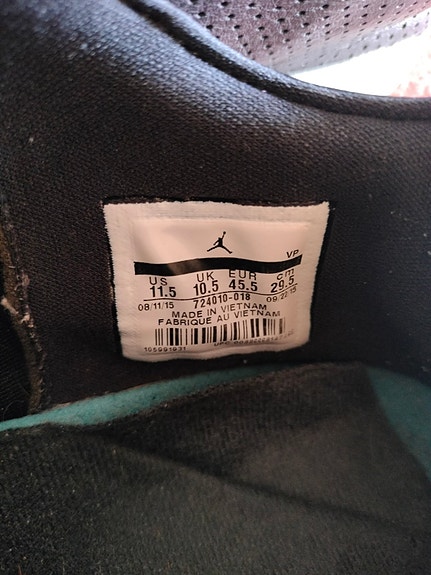 VP
US UK EUR cm
11.5 10.5 45.5 29.5
08/11/15 724010-018 09/22/15
MADE IN VIETNAM
FABRIQUE AU VIETNAM